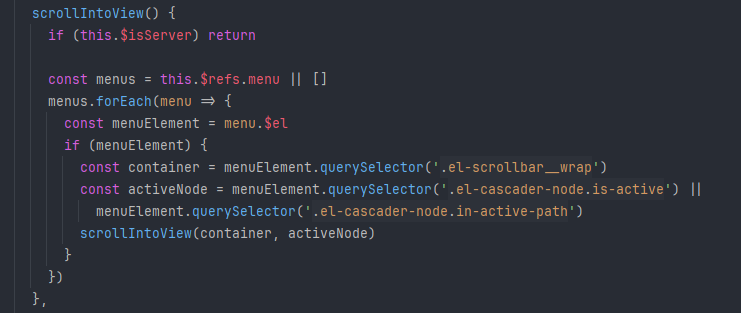 scrollIntoView() {
if (this.$isServer) return
const menus = this.$refs.menu || []
menus.forEach(menu => {
const menuElement = menu.$el
if (menuElement) {
const container = menuElement.querySelector('.el-scrollbar__wrap')
const activeNode = menuElement.querySelector('.el-cascader-node.is-active') ||
menuElement.querySelector('.el-cascader-node.in-active-path')
scrollIntoView(container, activeNode)
}
})
},